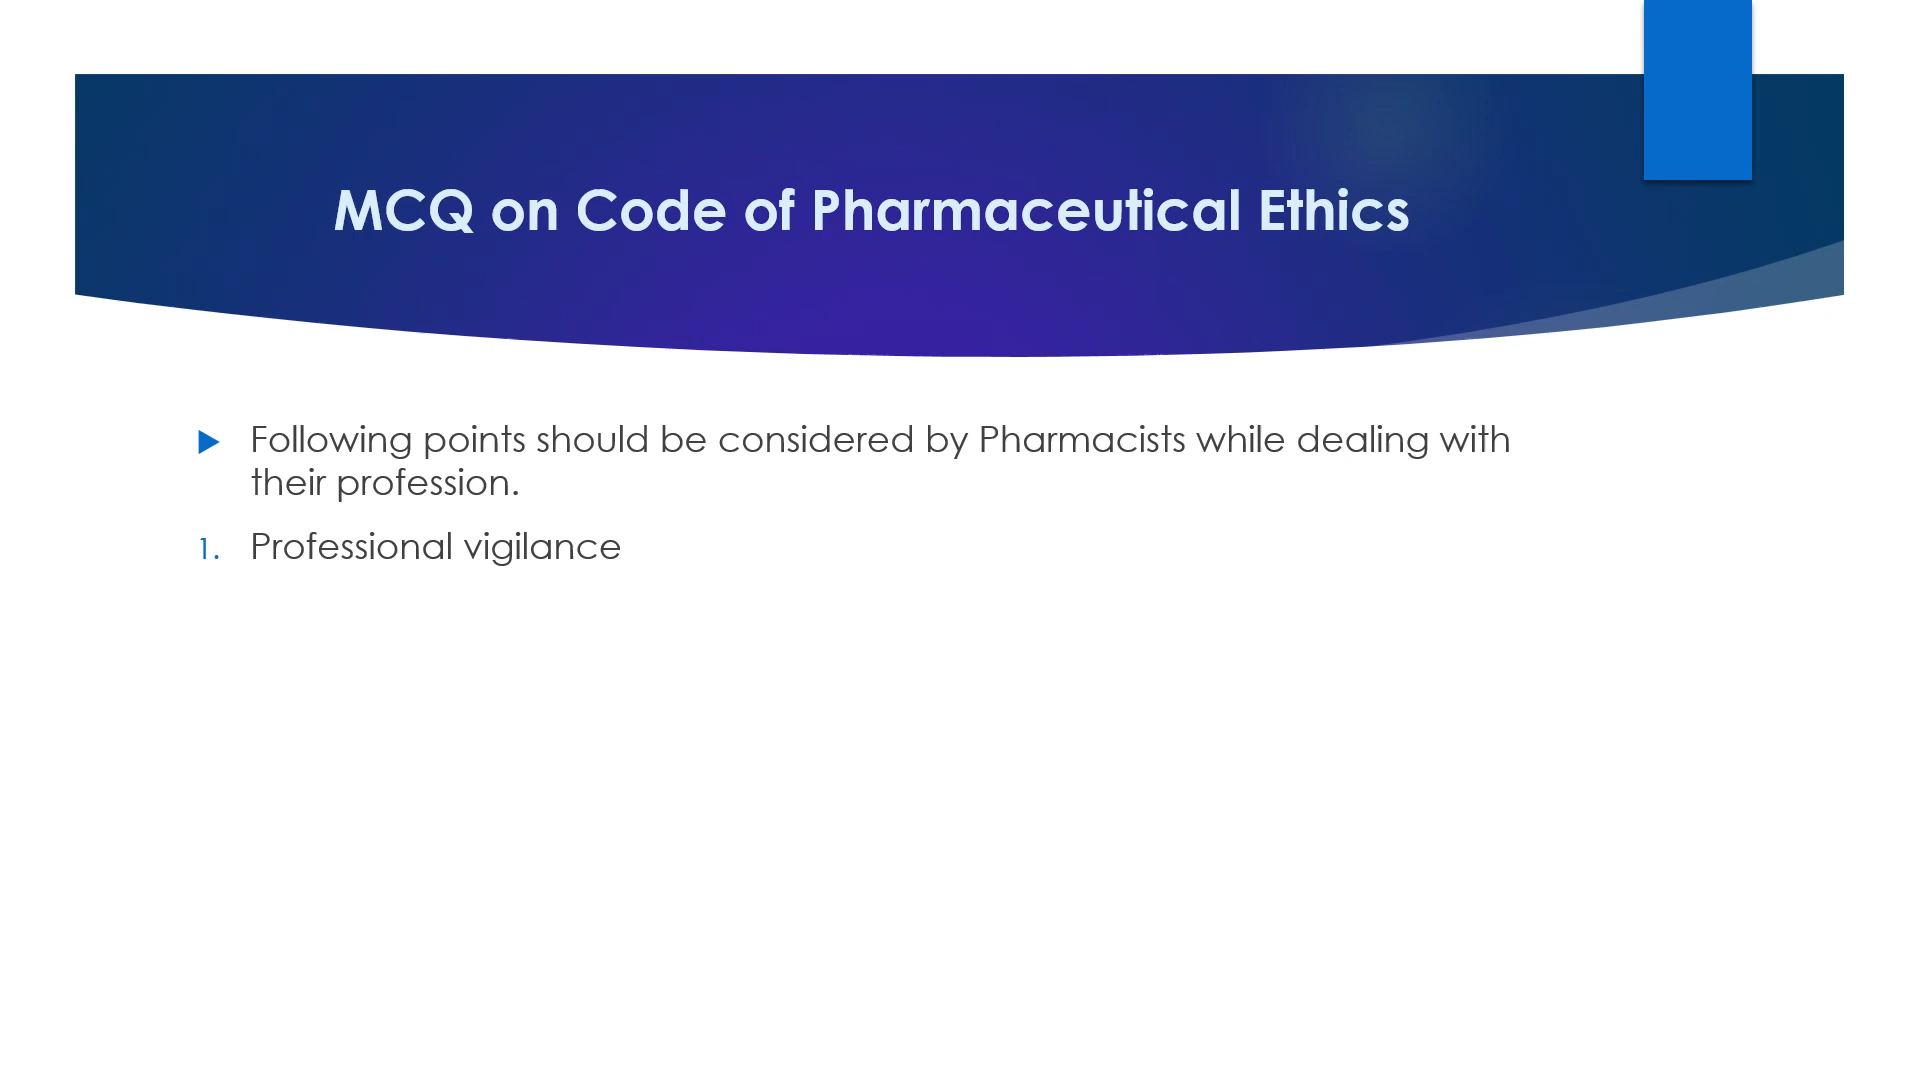 MCQ on Code of Pharmaceutical Ethics
Following points should be considered by Pharmacists while dealing with
their profession.
1. Professional vigilance